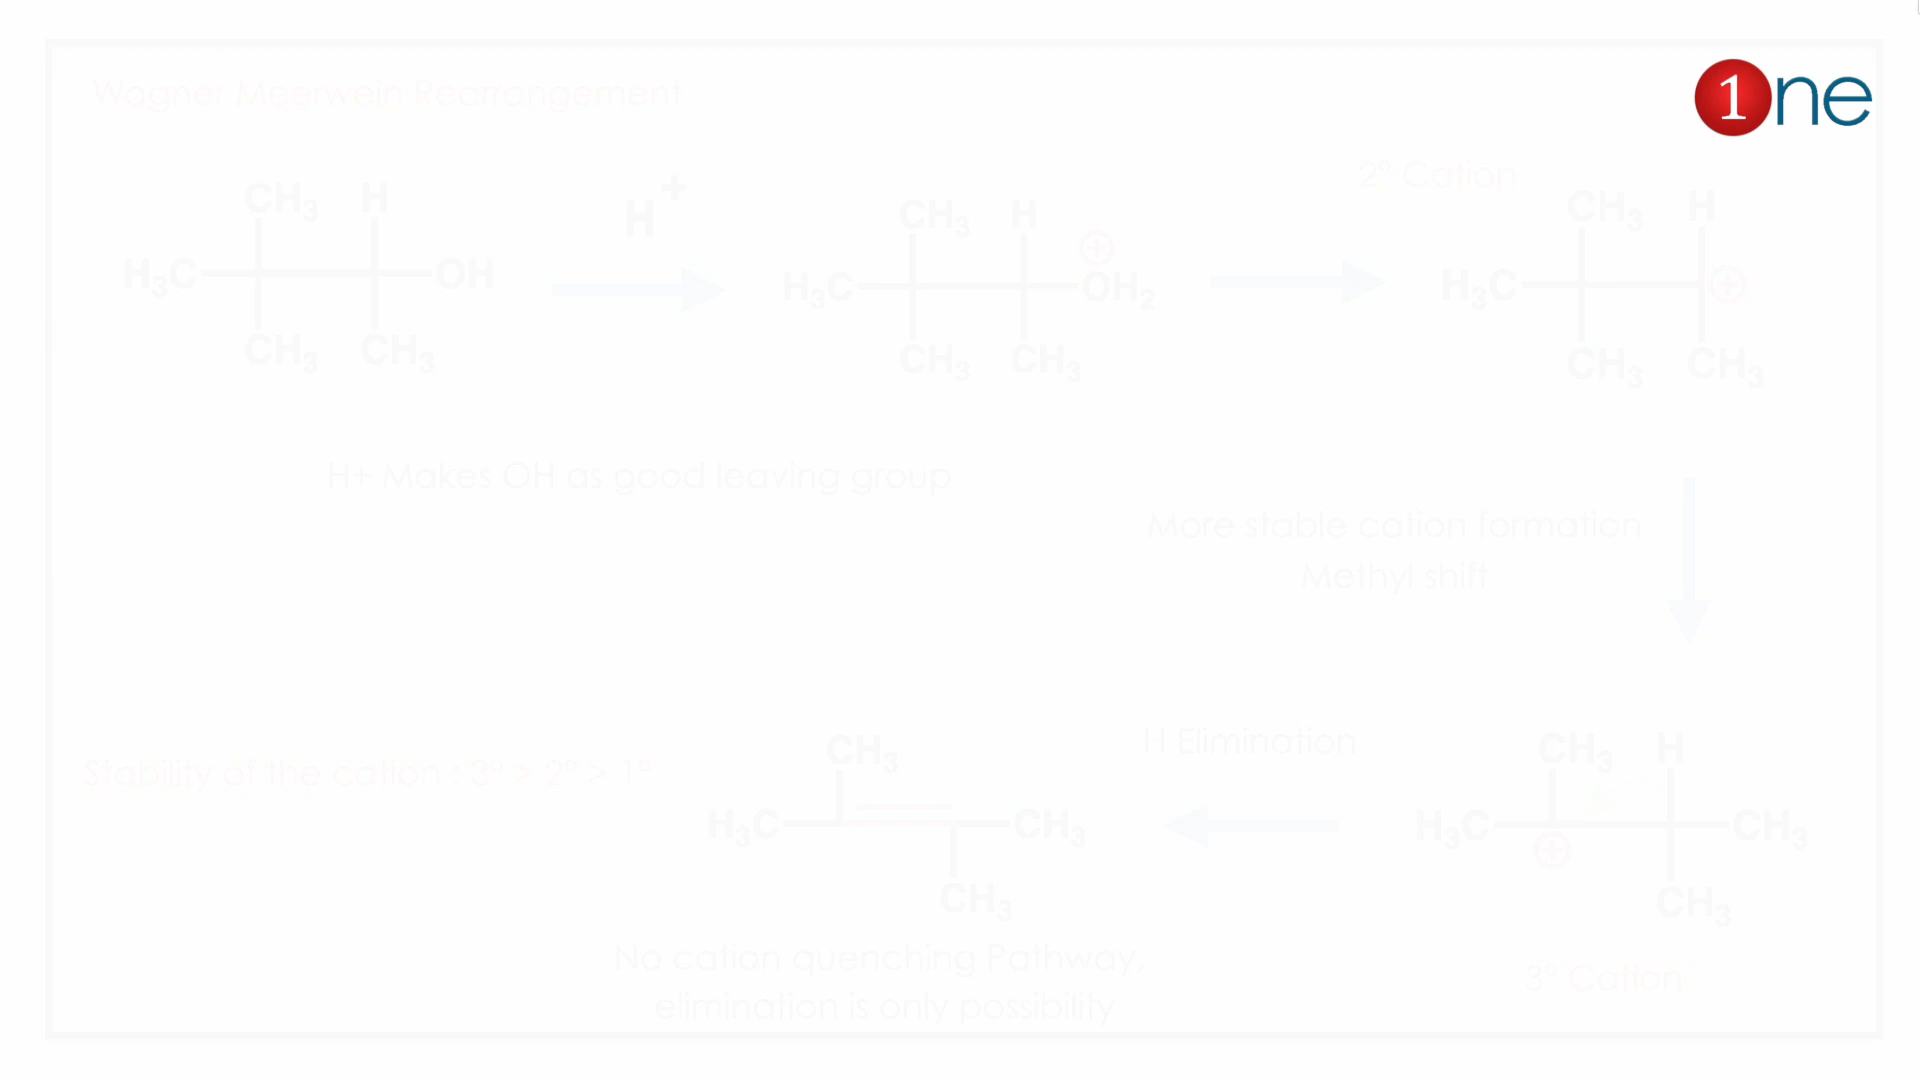 1ne
Wagner Meerwein Rearrangement
2° Cation
CH3 H
H+
CH3 H
CH3 H
H3C OH
H3C OH2
H3C
CH3 CH3
CH3 CH3
CH3 CH3
H+ Makes OH as good leaving group
More stable cation formation
Methyl shift
Stability of the cation 3° > 2° > 1°
CH3
H Elimination
CH3 H
H3C CH3
H3C CH3
CH3
CH3
No cation quenching Pathway,
elimination is only possibility
3° Cation